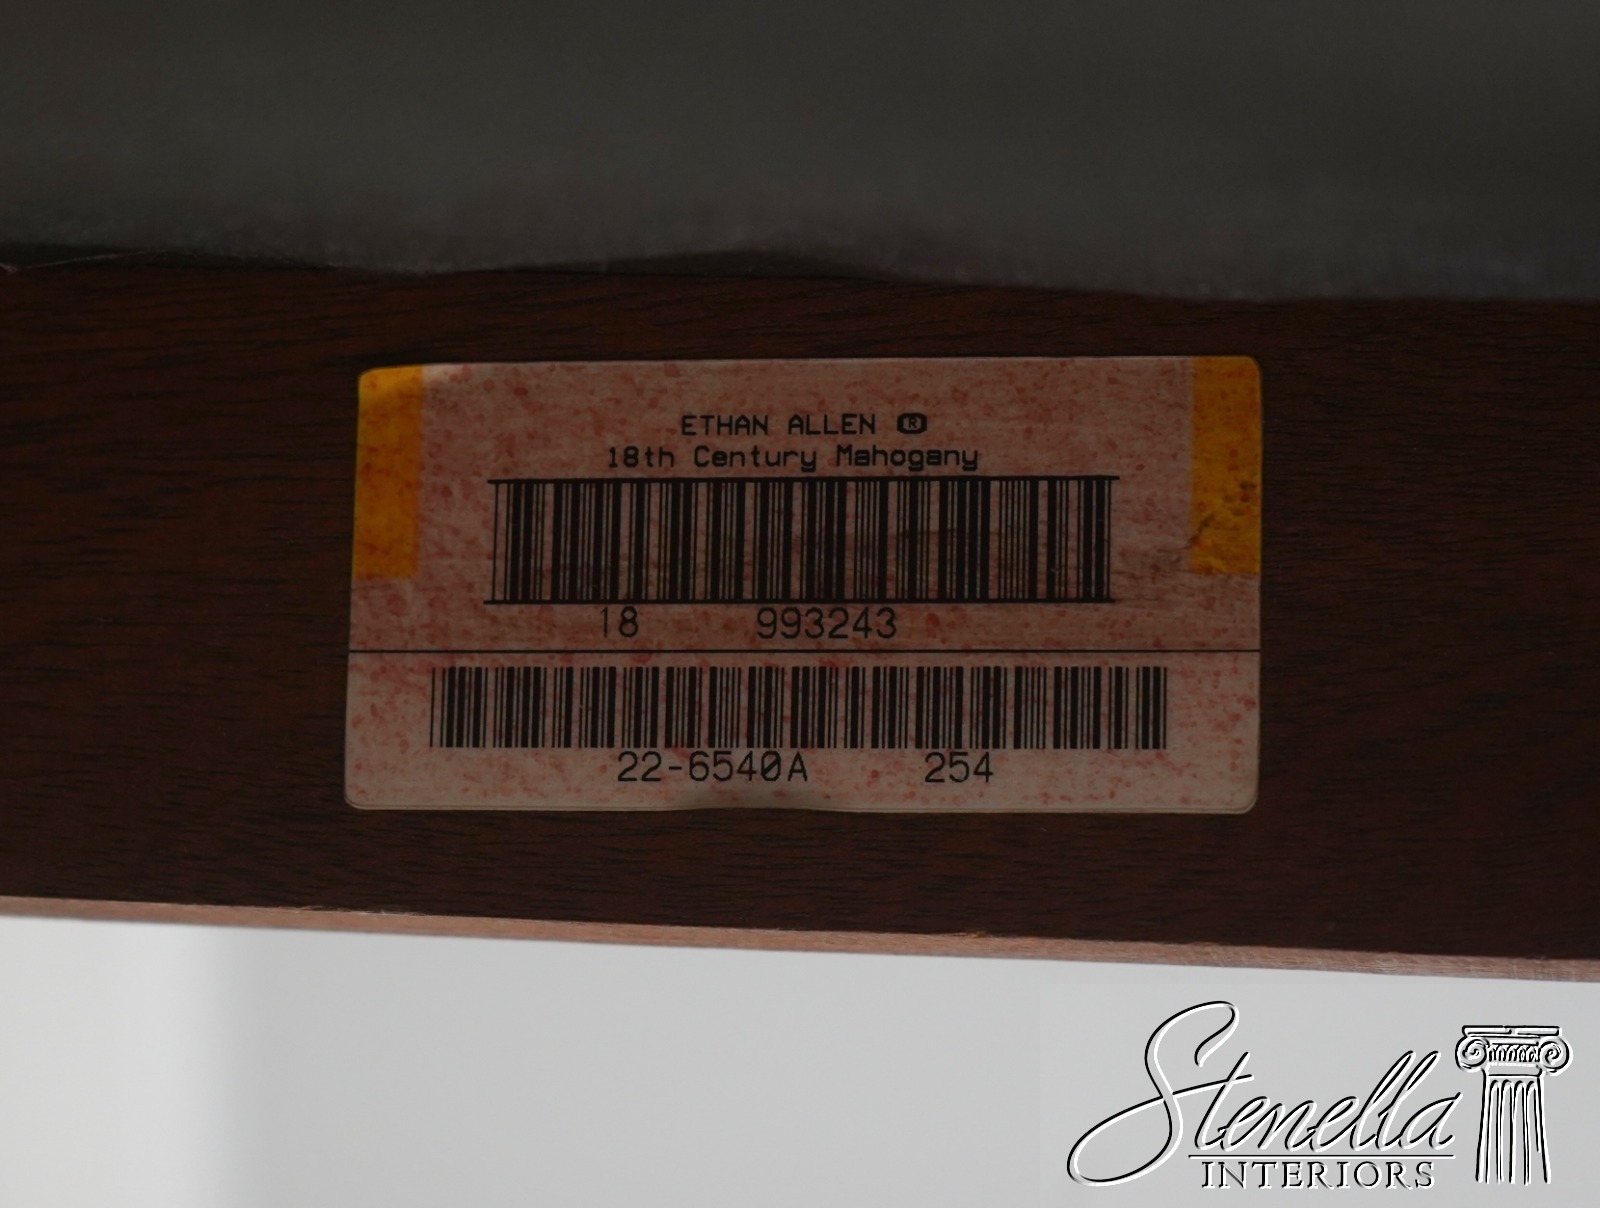 ETHAN ALLEN ®
18th Century Mahogany
18 993243
22-6540A 254
Stenella
INTERIORS